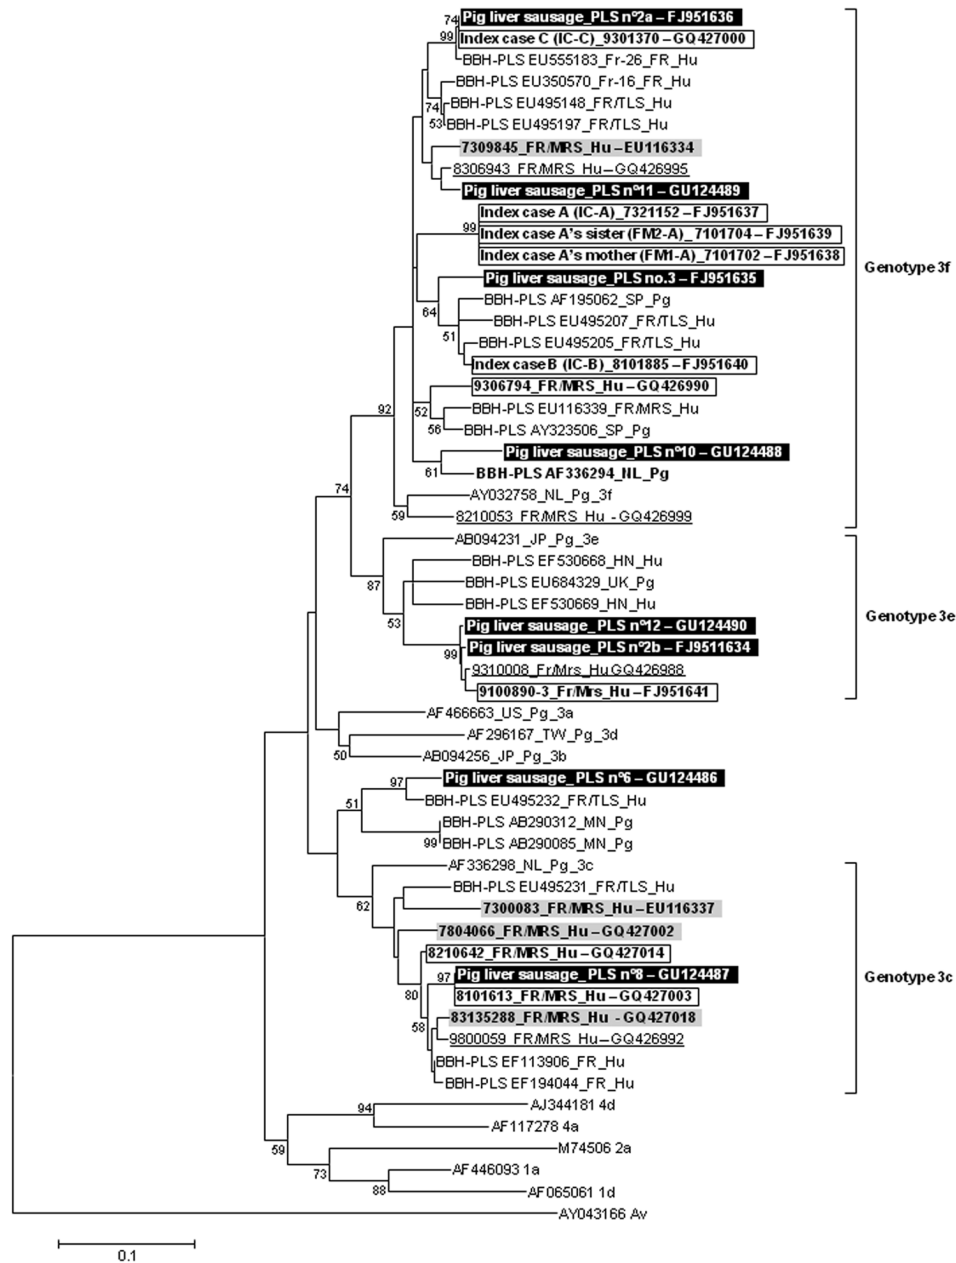 74 Pig liver sausage_PLS nº2a – FJ951636
99 Index case C (IC-C)_9301370 – GQ427000
BBH-PLS EU555183_Fr-26_FR_Hu
BBH-PLS EU350570_Fr-16_FR_Hu
74 BBH-PLS EU495148_FR/TLS_Hu
53 BBH-PLS EU495197_FR/TLS_Hu
7309845_FR/MRS_Hu – EU116334
8306943_FR/MRS_Hu – GQ426995
Pig liver sausage_PLS nº11 – GU124489
Index case A (IC-A)_7321152 – FJ951637
99 Index case A's sister (FM2-A)_7101704 – FJ951639
Index case A's mother (FM1-A)_7101702 – FJ951638
Genotype 3f
Pig liver sausage_PLS no.3 – FJ951635
BBH-PLS AF195062_SP_Pg
64
BBH-PLS EU495207_FR/TLS_Hu
51
BBH-PLS EU495205_FR/TLS_Hu
Index case B (IC-B)_8101885 – FJ951640
9306794_FR/MRS_Hu – GQ426990
92
52 BBH-PLS EU116339_FR/MRS_Hu
56 BBH-PLS AY323506_SP_Pg
Pig liver sausage_PLS nº10 – GU124488
61 BBH-PLS AF336294_NL_Pg
74
AY032758_NL_Pg_3f
59 8210053_FR/MRS_Hu - GQ426999
AB094231_JP_Pg_3e
BBH-PLS EF530668_HN_Hu
87 BBH-PLS EU684329_UK_Pg
BBH-PLS EF530669_HN_Hu
Genotype 3e
53 Pig liver sausage_PLS nº12 – GU124490
99 Pig liver sausage_PLS nº2b – FJ9511634
9310008_Fr/Mrs_HuGQ426988
9100890-3_Fr/Mrs_Hu – FJ951641
AF466663_US_Pg_3a
AF296167_TW_Pg_3d
50 AB094256_JP_Pg_3b
97 Pig liver sausage_PLS nº6 – GU124486
51 BBH-PLS EU495232_FR/TLS_Hu
BBH-PLS AB290312_MN_Pg
99 BBH-PLS AB290085_MN_Pg
AF336298_NL_Pg_3c
BBH-PLS EU495231_FR/TLS_Hu
62 7300083_FR/MRS_Hu – EU116337
7804066_FR/MRS_Hu – GQ427002
8210642_FR/MRS_Hu – GQ427014
97 Pig liver sausage_PLS nº8 – GU124487
Genotype 3c
80 8101613_FR/MRS_Hu – GQ427003
58 83135288_FR/MRS_Hu - GQ427018
9800059_FR/MRS_Hu – GQ426992
BBH-PLS EF113906_FR_Hu
BBH-PLS EF194044_FR_Hu
94 AJ344181 4d
AF117278 4a
59 M74506 2a
73 AF446093 1a
88 AF065061 1d
AY043166 Av
0.1